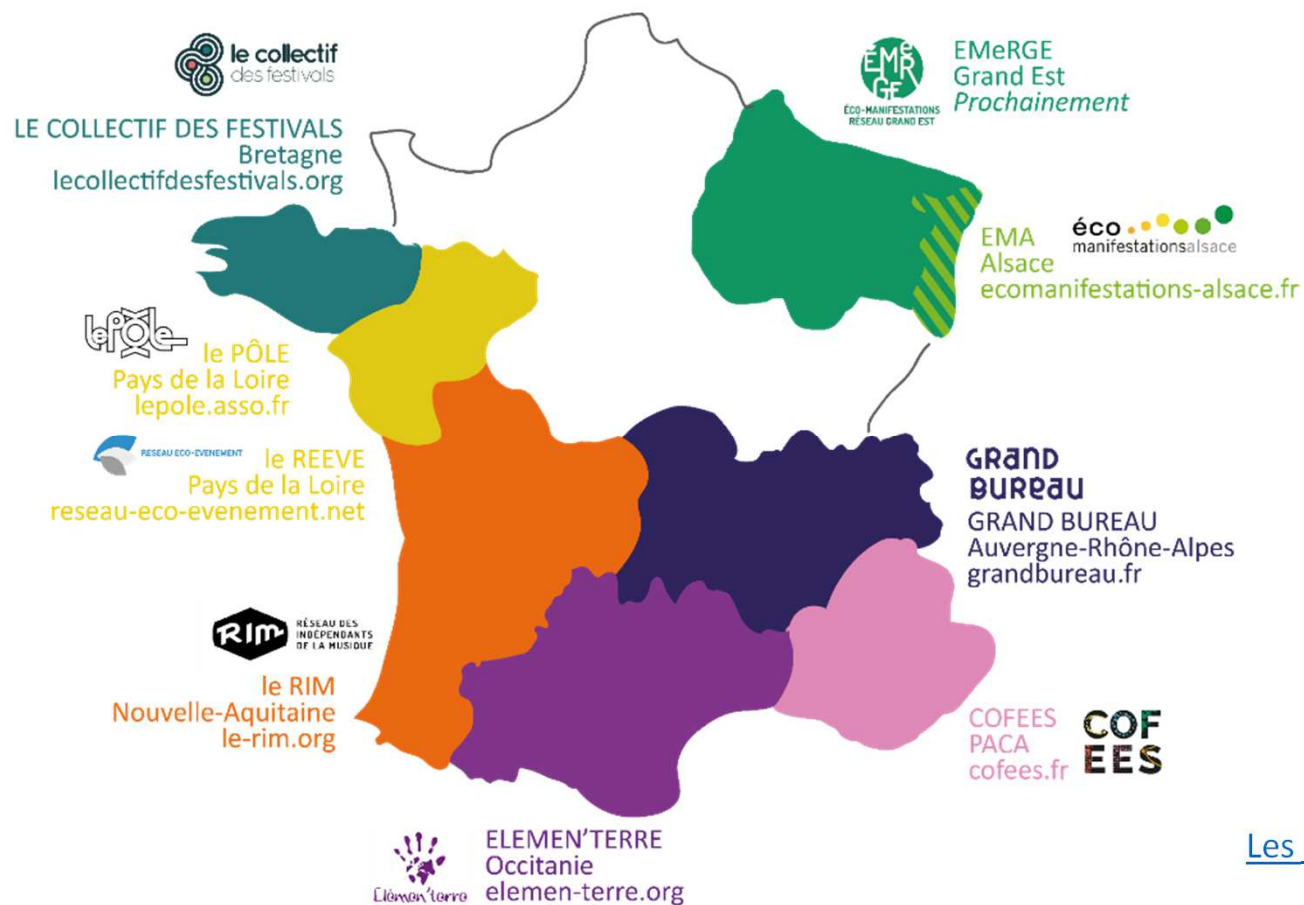 le collectif
des festivals
LE COLLECTIF DES FESTIVALS
Bretagne
lecollectifdesfestivals.org
EMeRGE
ÉCO-MANIFESTATIONS
RÉSEAU GRAND EST
EMeRGE
Grand Est
Prochainement
EMA
Alsace
ecomanifestations-alsace.fr
éco
manifestationsalsace
le PÔLE
le PÔLE
Pays de la Loire
lepole.asso.fr
RESEAU ECO-EVENEMENT
le REEVE
Pays de la Loire
reseau-eco-evenement.net
GRAND
BUREAU
GRAND BUREAU
Auvergne-Rhône-Alpes
grandbureau.fr
RIM
RÉSEAU DES
INDÉPENDANTS
DE LA MUSIQUE
le RIM
Nouvelle-Aquitaine
le-rim.org
COFEES
PACA
cofees.fr
COF
EES
Elémen'terre
ELEMEN'TERRE
Occitanie
elemen-terre.org
Les